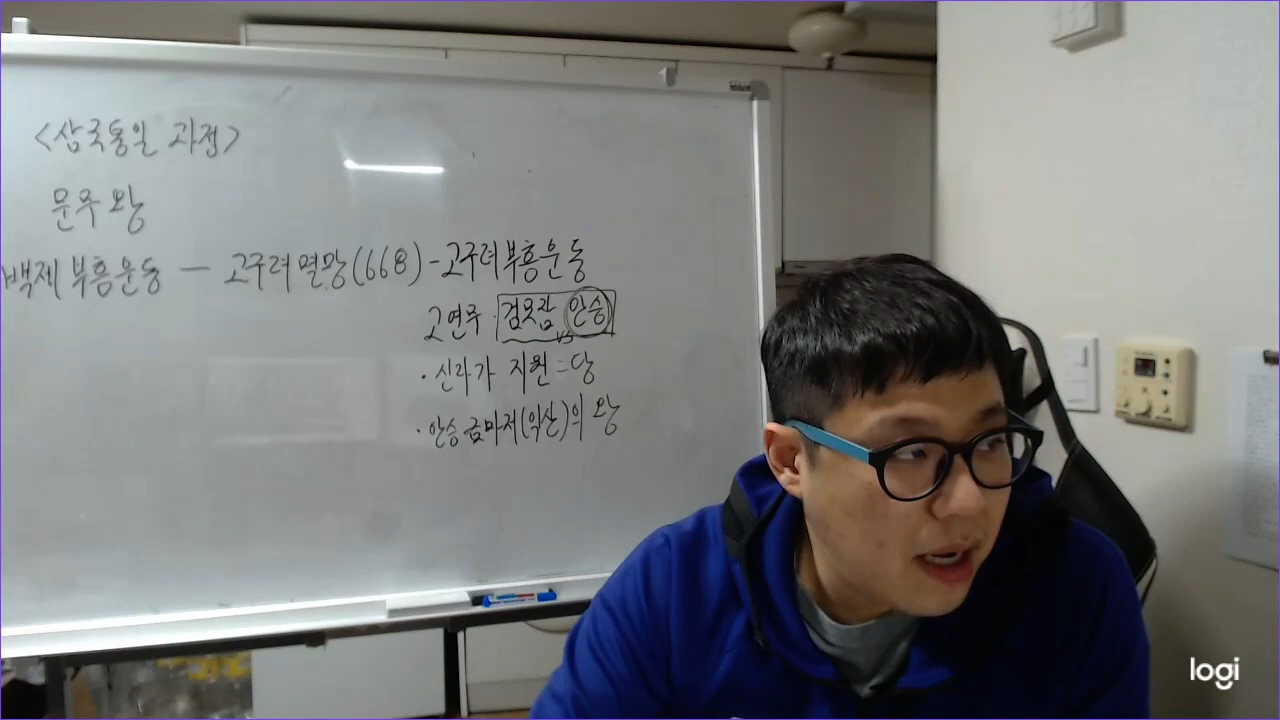 <삼국통일 과정>
문무왕
백제 부흥운동 — 고구려 멸망(668) - 고구려 부흥운동
고연무 · 검모잠 안승
vs
· 신라가 지원 = 당
· 안승 금마저(익산)의 왕
logi